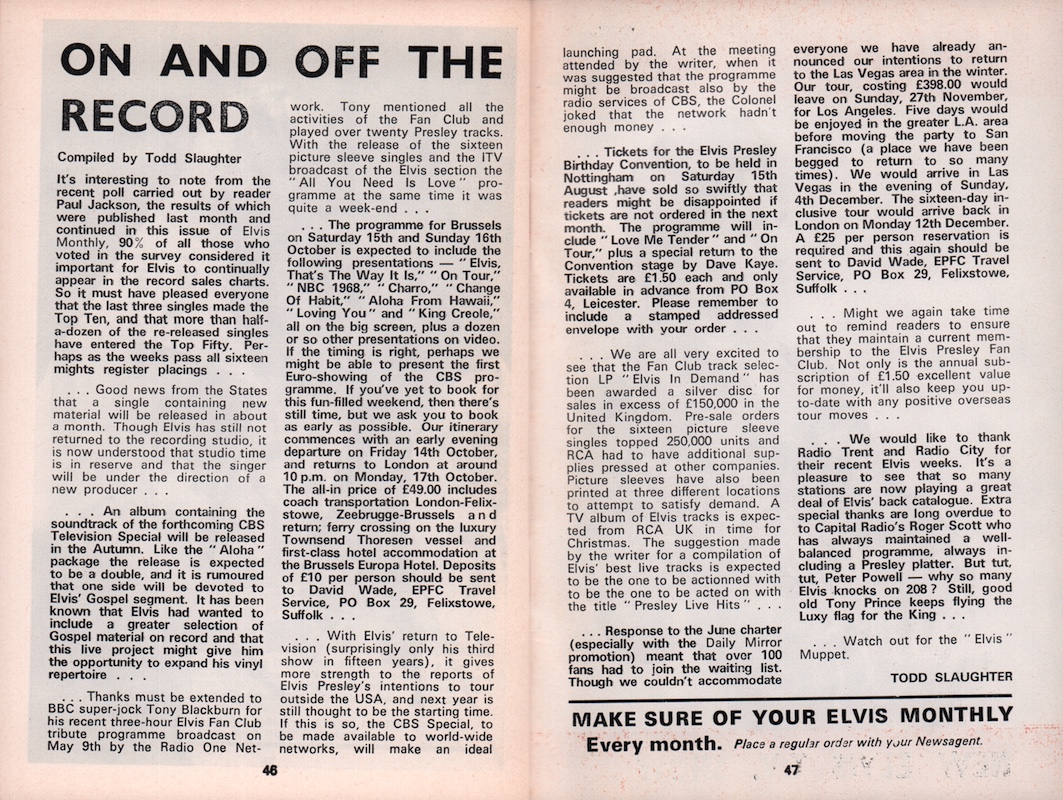 ON AND OFF THE
RECORD
Compiled by Todd Slaughter
It's interesting to note from the
recent poll carried out by reader
Paul Jackson, the results of which
were published last month and
continued in this issue of Elvis
Monthly, 90% of all those who
voted in the survey considered it
important for Elvis to continually
appear in the record sales charts.
So it must have pleased everyone
that the last three singles made the
Top Ten, and that more than half-
a-dozen of the re-released singles
have entered the Top Fifty. Per-
haps as the weeks pass all sixteen
mights register placings . . .
. . . Good news from the States
that a single containing new
material will be released in about
a month. Though Elvis has still not
returned to the recording studio, it
is now understood that studio time
is in reserve and that the singer
will be under the direction of a
new producer . . .
. . . An album containing the
soundtrack of the forthcoming CBS
Television Special will be released
in the Autumn. Like the "Aloha"
package the release is expected
to be a double, and it is rumoured
that one side will be devoted to
Elvis' Gospel segment. It has been
known that Elvis had wanted to
include a greater selection of
Gospel material on record and that
this live project might give him
the opportunity to expand his vinyl
repertoire . . .
. . . Thanks must be extended to
BBC super-jock Tony Blackburn for
his recent three-hour Elvis Fan Club
tribute programme broadcast on
May 9th by the Radio One Net-
work. Tony mentioned all the
activities of the Fan Club and
played over twenty Presley tracks.
With the release of the sixteen
picture sleeve singles and the ITV
broadcast of the Elvis section the
"All You Need Is Love" pro-
gramme at the same time it was
quite a week-end . . .
. . . The programme for Brussels
on Saturday 15th and Sunday 16th
October is expected to include the
following presentations — "Elvis,
That's The Way It Is," "On Tour,"
"NBC 1968," "Charro," "Change
Of Habit," "Aloha From Hawaii,"
"Loving You" and "King Creole,"
all on the big screen, plus a dozen
or so other presentations on video.
If the timing is right, perhaps we
might be able to present the first
Euro-showing of the CBS pro-
gramme. If you've yet to book for
this fun-filled weekend, then there's
still time, but we ask you to book
as early as possible. Our itinerary
commences with an early evening
departure on Friday 14th October,
and returns to London at around
10 p.m. on Monday, 17th October.
The all-in price of £49.00 includes
coach transportation London-Felix-
stowe, Zeebrugge-Brussels and
return; ferry crossing on the luxury
Townsend Thoresen vessel and
first-class hotel accommodation at
the Brussels Europa Hotel. Deposits
of £10 per person should be sent
to David Wade, EPFC Travel
Service, PO Box 29, Felixstowe,
Suffolk . . .
. . . With Elvis' return to Tele-
vision (surprisingly only his third
show in fifteen years), it gives
more strength to the reports of
Elvis Presley's intentions to tour
outside the USA, and next year is
still thought to be the starting time.
If this is so, the CBS Special, to
be made available to world-wide
networks, will make an ideal
46
launching pad. At the meeting
attended by the writer, when it
was suggested that the programme
might be broadcast also by the
radio services of CBS, the Colonel
joked that the network hadn't
enough money . . .
. . . Tickets for the Elvis Presley
Birthday Convention, to be held in
Nottingham on Saturday 15th
August ,have sold so swiftly that
readers might be disappointed if
tickets are not ordered in the next
month. The programme will in-
clude "Love Me Tender" and "On
Tour," plus a special return to the
Convention stage by Dave Kaye.
Tickets are £1.50 each and only
available in advance from PO Box
4, Leicester. Please remember to
include a stamped addressed
envelope with your order . . .
. . . We are all very excited to
see that the Fan Club track selec-
tion LP "Elvis In Demand" has
been awarded a silver disc for
sales in excess of £150,000 in the
United Kingdom. Pre-sale orders
for the sixteen picture sleeve
singles topped 250,000 units and
RCA had to have additional sup-
plies pressed at other companies.
Picture sleeves have also been
printed at three different locations
to attempt to satisfy demand. A
TV album of Elvis tracks is expec-
ted from RCA UK in time for
Christmas. The suggestion made
by the writer for a compilation of
Elvis' best live tracks is expected
to be the one to be actionned with
to be the one to be acted on with
the title "Presley Live Hits" . . .
. . . Response to the June charter
(especially with the Daily Mirror
promotion) meant that over 100
fans had to join the waiting list.
Though we couldn't accommodate
everyone we have already an-
nounced our intentions to return
to the Las Vegas area in the winter.
Our tour, costing £398.00 would
leave on Sunday, 27th November,
for Los Angeles. Five days would
be enjoyed in the greater L.A. area
before moving the party to San
Francisco (a place we have been
begged to return to so many
times). We would arrive in Las
Vegas in the evening of Sunday,
4th December. The sixteen-day in-
clusive tour would arrive back in
London on Monday 12th December.
A £25 per person reservation is
required and this again should be
sent to David Wade, EPFC Travel
Service, PO Box 29, Felixstowe,
Suffolk . . .
. . . Might we again take time
out to remind readers to ensure
that they maintain a current mem-
bership to the Elvis Presley Fan
Club. Not only is the annual sub-
scription of £1.50 excellent value
for money, it'll also keep you up-
to-date with any positive overseas
tour moves . . .
. . . We would like to thank
Radio Trent and Radio City for
their recent Elvis weeks. It's a
pleasure to see that so many
stations are now playing a great
deal of Elvis' back catalogue. Extra
special thanks are long overdue to
to Capital Radio's Roger Scott who
has always maintained a well-
balanced programme, always in-
cluding a Presley platter. But tut,
tut, Peter Powell — why so many
Elvis knocks on 208? Still, good
old Tony Prince keeps flying the
Luxy flag for the King . . .
. . . Watch out for the "Elvis"
Muppet.
TODD SLAUGHTER
MAKE SURE OF YOUR ELVIS MONTHLY
Every month. Place a regular order with your Newsagent.
47